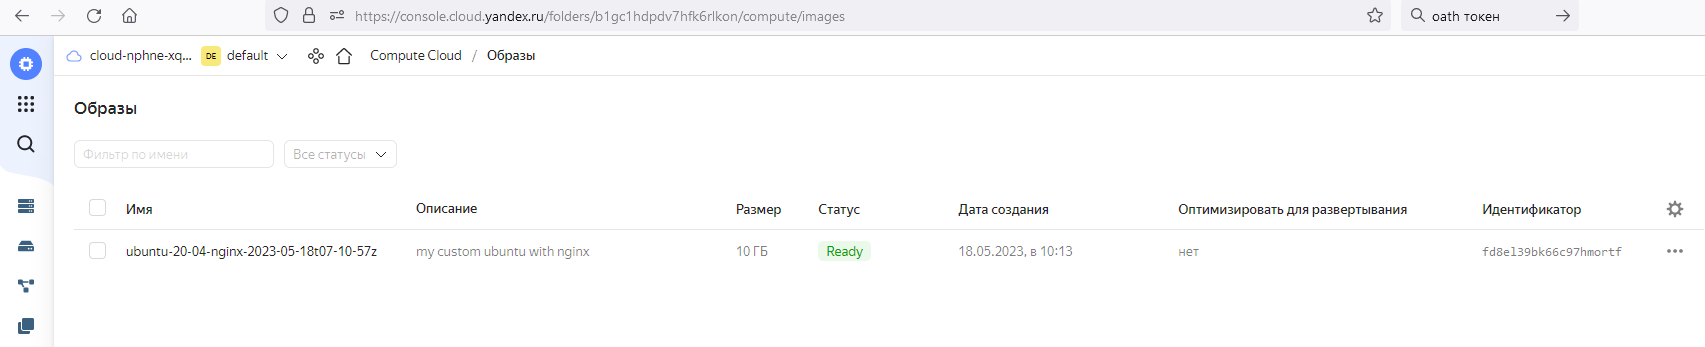 https://console.cloud.yandex.ru/folders/b1gc1hdpdv7hfk6rlkon/compute/images
oath токен
cloud-nphne-xq... DE default Compute Cloud / Образы
Образы
Фильтр по имени Все статусы
Имя Описание Размер Статус Дата создания Оптимизировать для развертывания Идентификатор
ubuntu-20-04-nginx-2023-05-18t07-10-57z my custom ubuntu with nginx 10 ГБ Ready 18.05.2023, в 10:13 нет fd8el39bk66c97hmortf